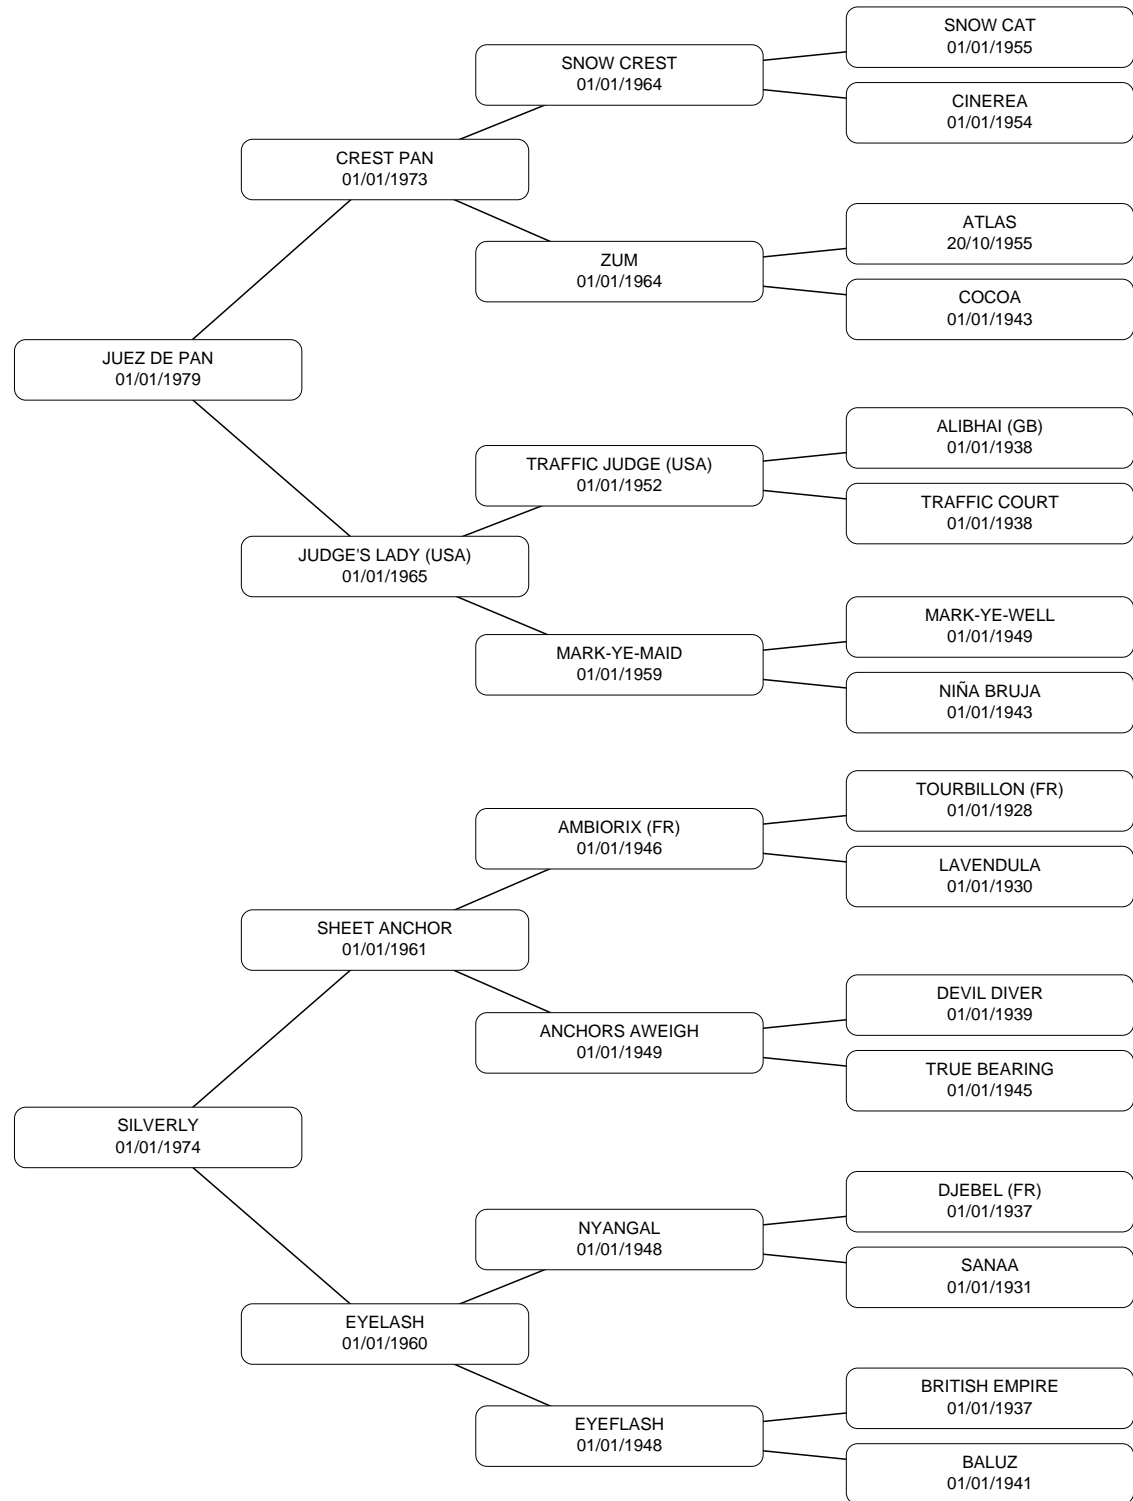 SNOW CAT
01/01/1955
SNOW CREST
01/01/1964
CINEREA
01/01/1954
CREST PAN
01/01/1973
ATLAS
20/10/1955
ZUM
01/01/1964
COCOA
01/01/1943
JUEZ DE PAN
01/01/1979
ALIBHAI (GB)
01/01/1938
TRAFFIC JUDGE (USA)
01/01/1952
TRAFFIC COURT
01/01/1938
JUDGE'S LADY (USA)
01/01/1965
MARK-YE-WELL
01/01/1949
MARK-YE-MAID
01/01/1959
NIÑA BRUJA
01/01/1943
TOURBILLON (FR)
01/01/1928
AMBIORIX (FR)
01/01/1946
LAVENDULA
01/01/1930
SHEET ANCHOR
01/01/1961
DEVIL DIVER
01/01/1939
ANCHORS AWEIGH
01/01/1949
TRUE BEARING
01/01/1945
SILVERLY
01/01/1974
DJEBEL (FR)
01/01/1937
NYANGAL
01/01/1948
SANAA
01/01/1931
EYELASH
01/01/1960
BRITISH EMPIRE
01/01/1937
EYEFLASH
01/01/1948
BALUZ
01/01/1941